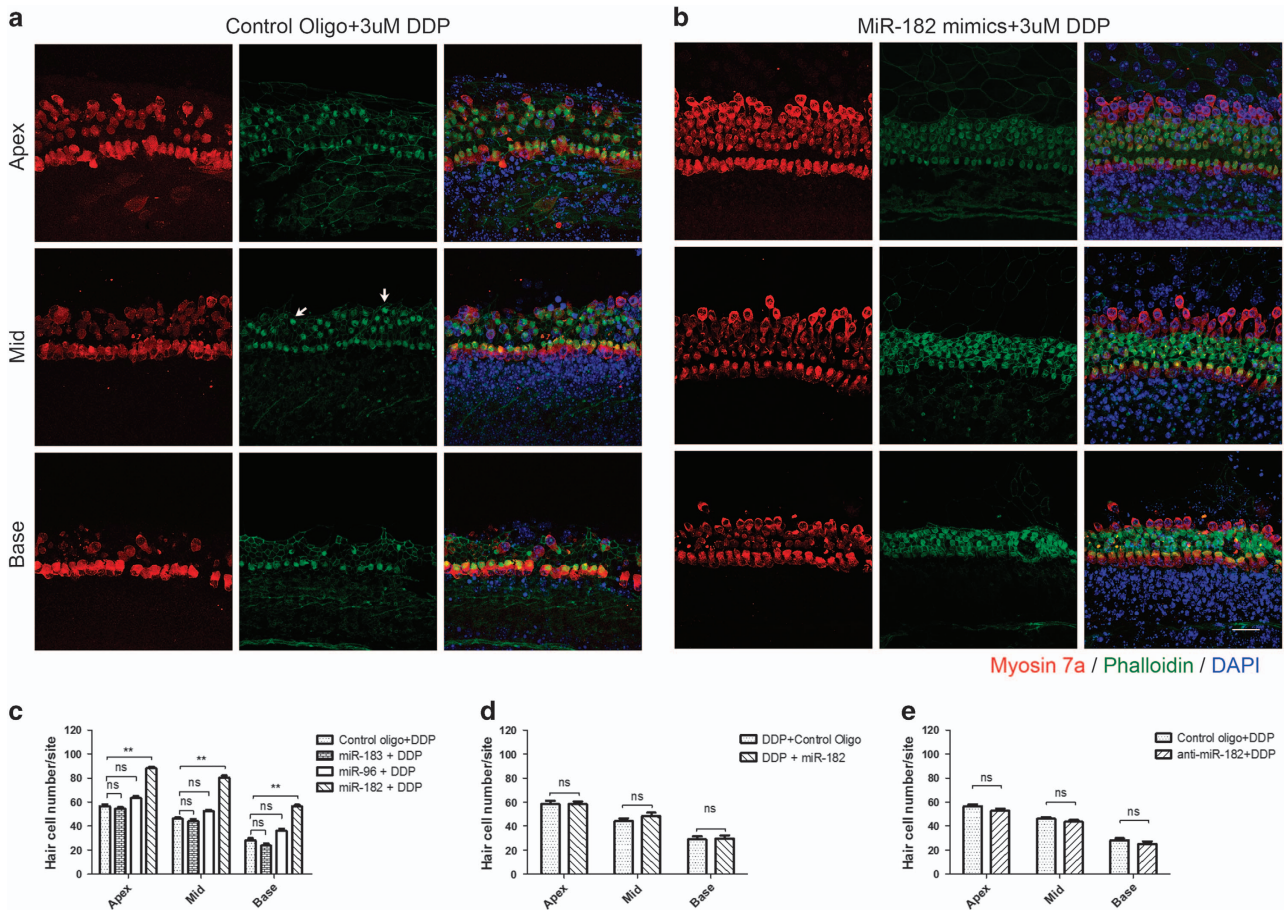 a
Control Oligo+3uM DDP
Apex
Mid
Base
b
MiR-182 mimics+3uM DDP
Myosin 7a / Phalloidin / DAPI
c
Hair cell number/site
120
100
80
60
40
20
0
**
ns
ns
**
ns
ns
**
ns
ns
Apex
Mid
Base
Control oligo+DDP
miR-183 + DDP
miR-96 + DDP
miR-182 + DDP
d
Hair cell number/site
120
100
80
60
40
20
0
ns
ns
ns
Apex
Mid
Base
DDP+Control Oligo
DDP + miR-182
e
Hair cell number/site
120
100
80
60
40
20
0
ns
ns
ns
Apex
Mid
Base
Control oligo+DDP
anti-miR-182+DDP